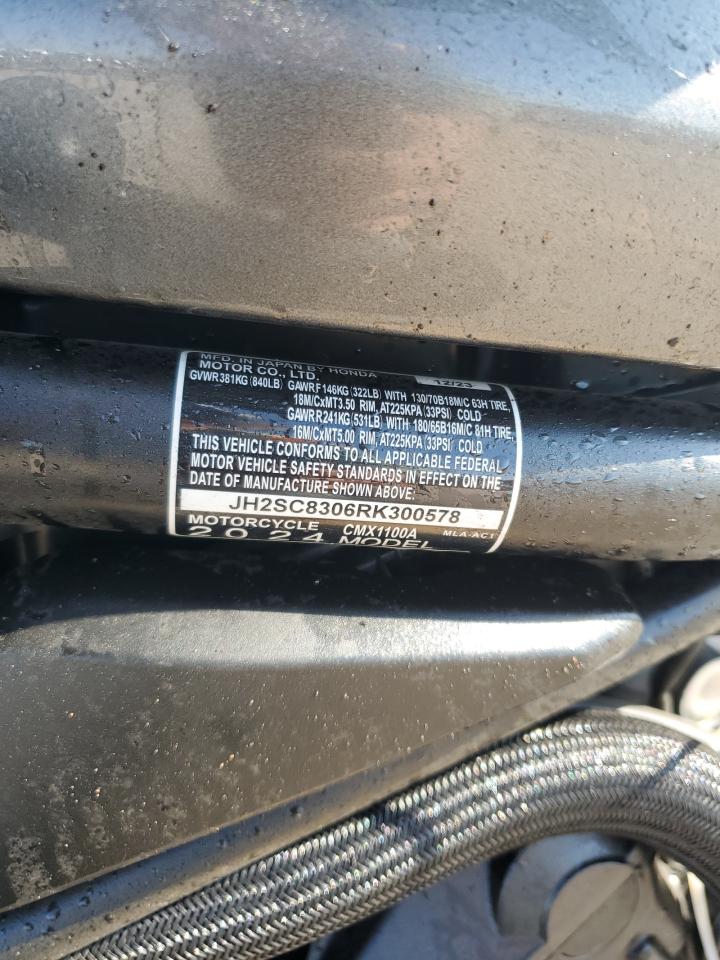 MFD. IN JAPAN BY HONDA
MOTOR CO., LTD. 12/23
GVWR381KG(840LB) GAWRF146KG(322LB) WITH 130/70B18M/C 63H TIRE,
18M/CxMT3.50 RIM, AT225KPA(33PSI) COLD
GAWRR241KG(531LB) WITH 180/65B16M/C 81H TIRE,
16M/CxMT5.00 RIM, AT225KPA(33PSI) COLD
THIS VEHICLE CONFORMS TO ALL APPLICABLE FEDERAL
MOTOR VEHICLE SAFETY STANDARDS IN EFFECT ON THE
DATE OF MANUFACTURE SHOWN ABOVE:
JH2SC8306RK300578
MOTORCYCLE CMX1100A MLA-AC1
2024 MODEL